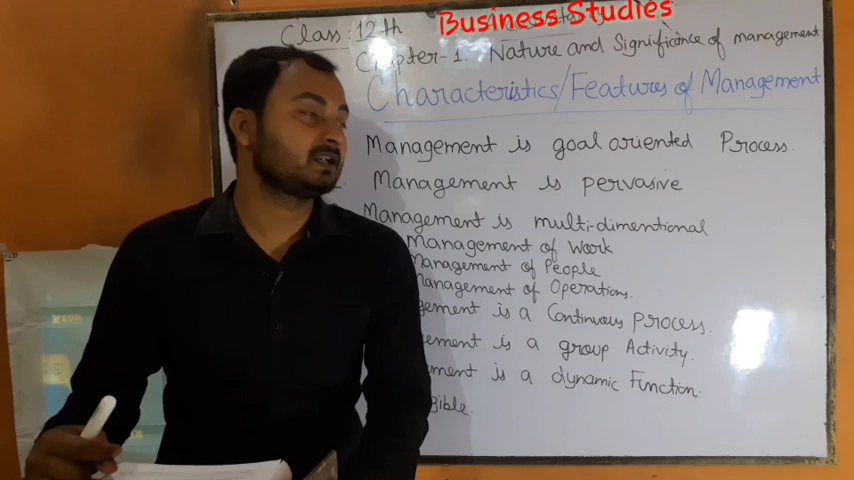 Business Studies
Class: 12th
Chapter-1. Nature and Significance of management
Characteristics/Features of Management
Management is goal oriented Process.
Management is pervasive
Management is multi-dimentional
Management of Work
Management of People
Management of Operations.
gement is a Continuous Process.
ement is a group Activity.
ment is a dynamic Function.
gible.